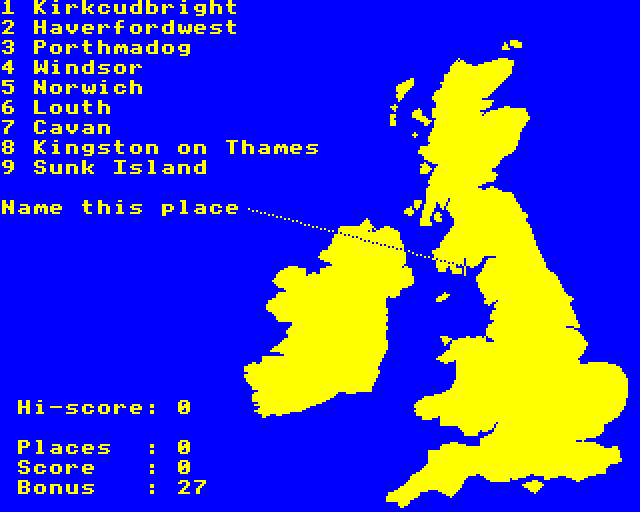 1 Kirkcudbright
2 Haverfordwest
3 Porthmadog
4 Windsor
5 Norwich
6 Louth
7 Cavan
8 Kingston on Thames
9 Sunk Island
Name this place
Hi-score: 0
Places : 0
Score : 0
Bonus : 27